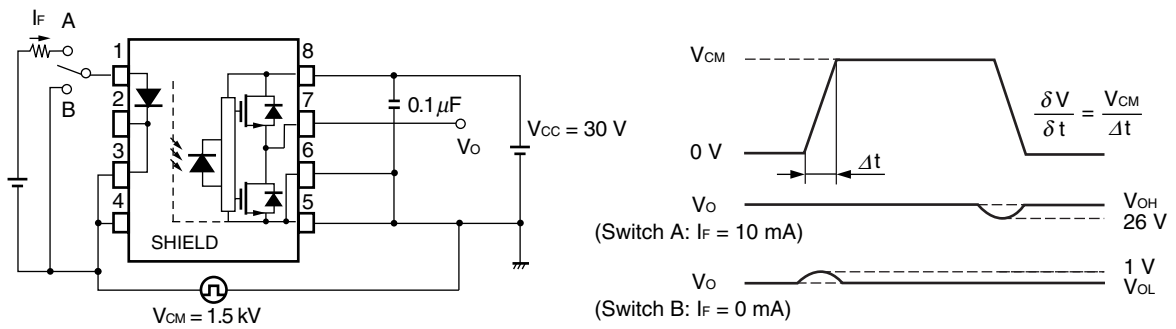 IF A
B
1
2
3
4
8
7
6
5
SHIELD
0.1 μF
VO
VCC = 30 V
VCM = 1.5 kV
VCM
0 V
Δt
δV / δt = VCM / Δt
VO
(Switch A: IF = 10 mA)
VOH
26 V
VO
(Switch B: IF = 0 mA)
1 V
VOL